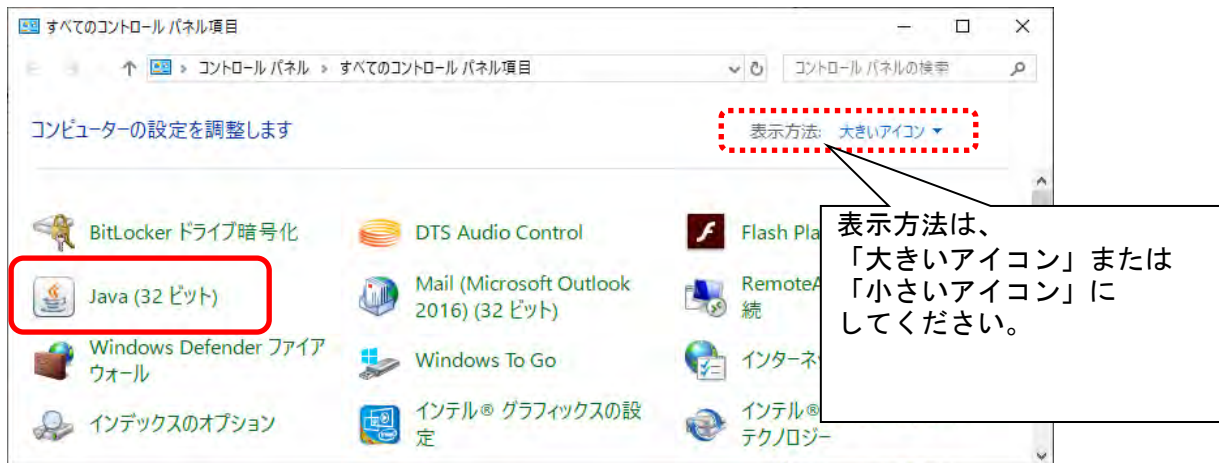 すべてのコントロール パネル項目
コントロール パネル > すべてのコントロール パネル項目
コントロール パネルの検索
コンピューターの設定を調整します
表示方法: 大きいアイコン
BitLocker ドライブ暗号化
DTS Audio Control
Flash Pla
表示方法は、
「大きいアイコン」または
「小さいアイコン」に
してください。
Java (32 ビット)
Mail (Microsoft Outlook
2016) (32 ビット)
RemoteA
続
Windows Defender ファイア
ウォール
Windows To Go
インターネッ
インデックスのオプション
インテル® グラフィックスの設
定
インテル®
テクノロジー